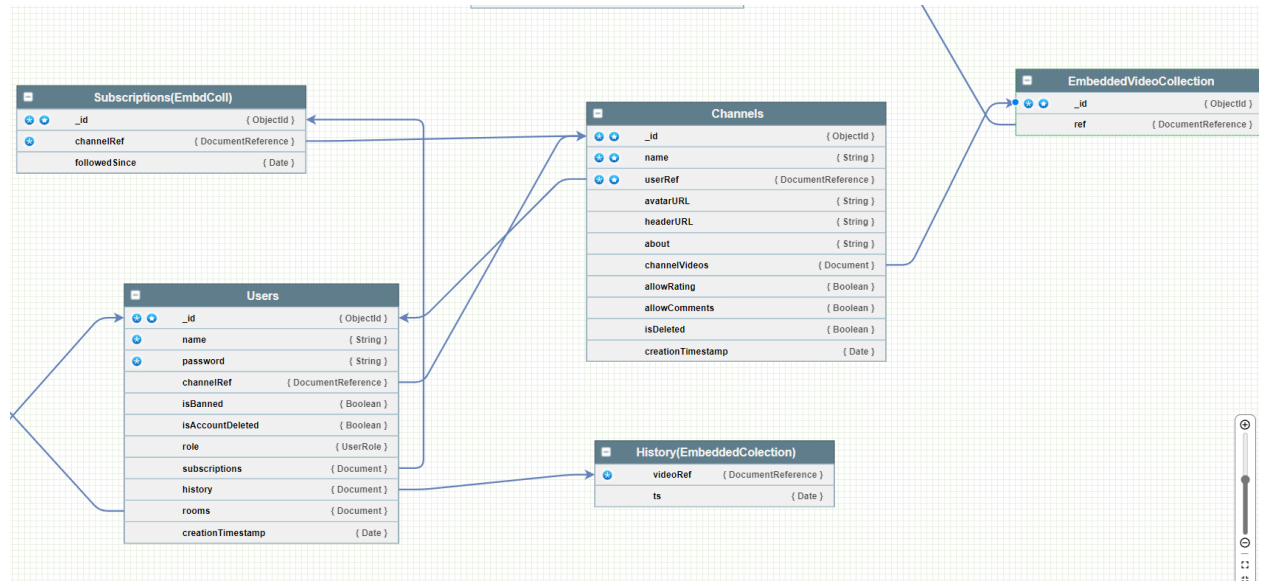 Subscriptions(EmbdColl)
_id { ObjectId }
channelRef { DocumentReference }
followedSince { Date }
Channels
_id { ObjectId }
name { String }
userRef { DocumentReference }
avatarURL { String }
headerURL { String }
about { String }
channelVideos { Document }
allowRating { Boolean }
allowComments { Boolean }
isDeleted { Boolean }
creationTimestamp { Date }
EmbeddedVideoCollection
_id { ObjectId }
ref { DocumentReference }
Users
_id { ObjectId }
name { String }
password { String }
channelRef { DocumentReference }
isBanned { Boolean }
isAccountDeleted { Boolean }
role { UserRole }
subscriptions { Document }
history { Document }
rooms { Document }
creationTimestamp { Date }
History(EmbeddedColection)
videoRef { DocumentReference }
ts { Date }